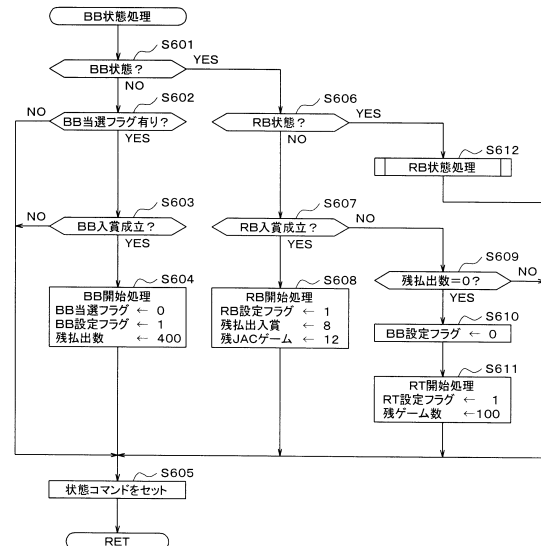 BB状態処理
S601
BB状態？
YES
NO
S602
NO
BB当選フラグ有り？
YES
S606
RB状態？
YES
NO
S612
RB状態処理
S603
NO
BB入賞成立？
YES
S607
RB入賞成立？
NO
YES
S609
残払出数＝0？
NO
YES
S604
BB開始処理
BB当選フラグ ← 0
BB設定フラグ ← 1
残払出数 ← 400
S608
RB開始処理
RB設定フラグ ← 1
残払出入賞 ← 8
残JACゲーム ← 12
S610
BB設定フラグ ← 0
S611
RT開始処理
RT設定フラグ ← 1
残ゲーム数 ←100
S605
状態コマンドをセット
RET